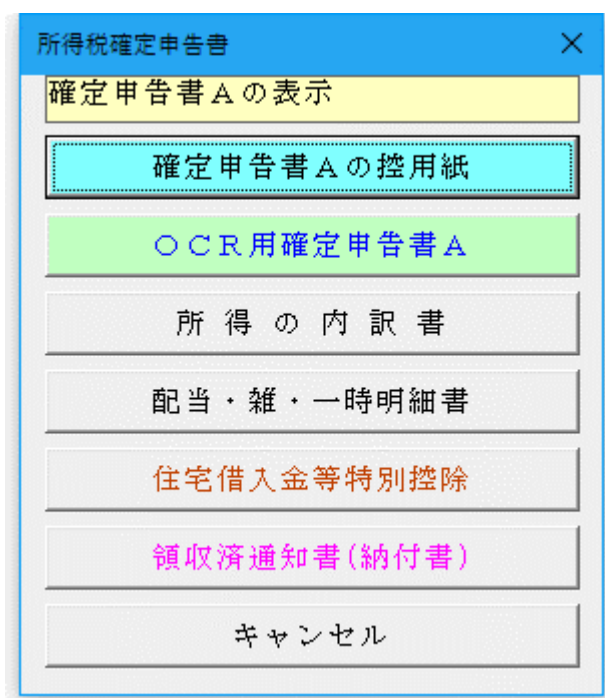 所得税確定申告書
確定申告書Aの表示
確定申告書Aの控用紙
OCR用確定申告書A
所得の内訳書
配当・雑・一時明細書
住宅借入金等特別控除
領収済通知書(納付書)
キャンセル